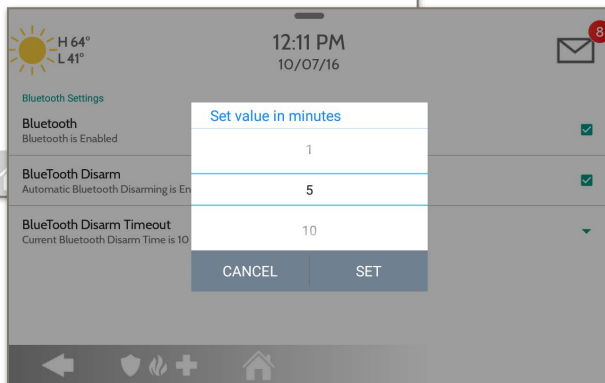 H 64°
L 41°
12:11 PM
10/07/16
8
Bluetooth Settings
Bluetooth
Bluetooth is Enabled
BlueTooth Disarm
Automatic Bluetooth Disarming is En
BlueTooth Disarm Timeout
Current Bluetooth Disarm Time is 10
Set value in minutes
1
5
10
CANCEL SET